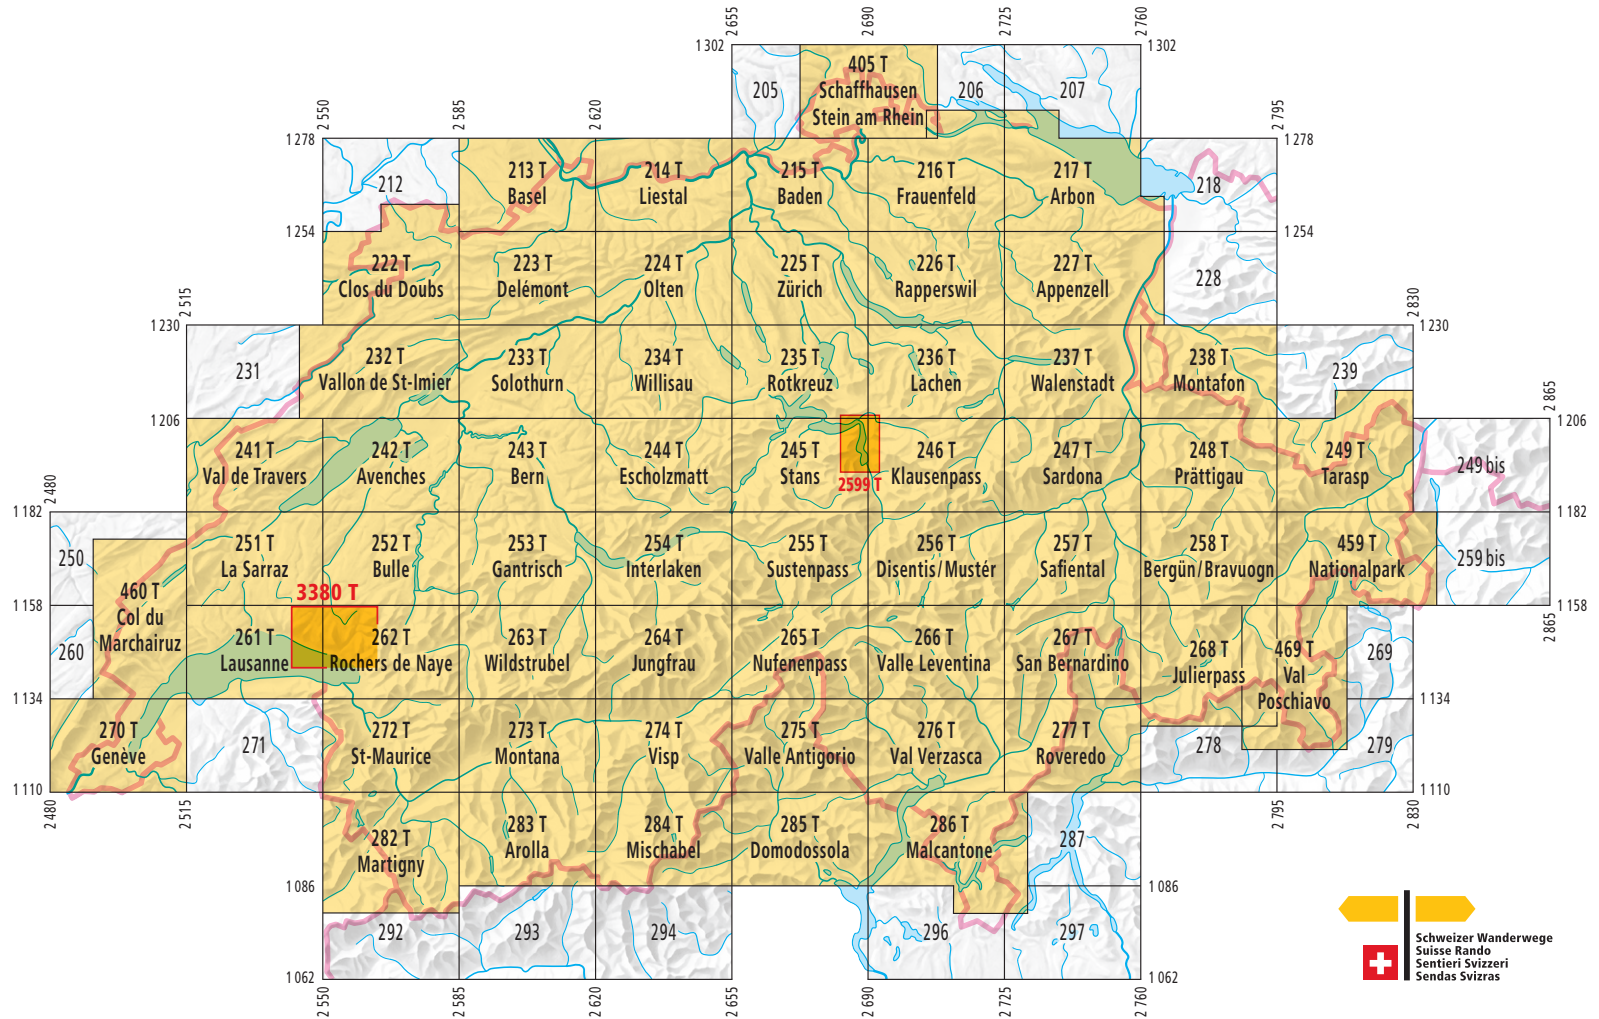 2 655
2 690
2 725
2 760
1 302
1 302
205
405 T
Schaffhausen
Stein am Rhein
206
207
2 550
2 585
2 620
2 795
1 278
1 278
212
213 T
Basel
214 T
Liestal
215 T
Baden
216 T
Frauenfeld
217 T
Arbon
218
1 254
1 254
222 T
Clos du Doubs
223 T
Delémont
224 T
Olten
225 T
Zürich
226 T
Rapperswil
227 T
Appenzell
228
2 515
2 830
1 230
1 230
231
232 T
Vallon de St-Imier
233 T
Solothurn
234 T
Willisau
235 T
Rotkreuz
236 T
Lachen
237 T
Walenstadt
238 T
Montafon
239
2 865
1 206
1 206
241 T
Val de Travers
242 T
Avenches
243 T
Bern
244 T
Escholzmatt
245 T
Stans
2599 T
246 T
Klausenpass
247 T
Sardona
248 T
Prättigau
249 T
Tarasp
249 bis
2 480
1 182
1 182
250
460 T
Col du
Marchairuz
251 T
La Sarraz
252 T
Bulle
253 T
Gantrisch
254 T
Interlaken
255 T
Sustenpass
256 T
Disentis/Mustér
257 T
Safiental
258 T
Bergün/Bravuogn
459 T
Nationalpark
259 bis
3380 T
1 158
1 158
2 865
260
261 T
Lausanne
262 T
Rochers de Naye
263 T
Wildstrubel
264 T
Jungfrau
265 T
Nufenenpass
266 T
Valle Leventina
267 T
San Bernardino
268 T
Julierpass
469 T
Val
Poschiavo
269
1 134
1 134
270 T
Genève
271
272 T
St-Maurice
273 T
Montana
274 T
Visp
275 T
Valle Antigorio
276 T
Val Verzasca
277 T
Roveredo
278
279
1 110
1 110
2 480
2 515
2 795
2 830
282 T
Martigny
283 T
Arolla
284 T
Mischabel
285 T
Domodossola
286 T
Malcantone
287
1 086
1 086
292
293
294
296
297
1 062
1 062
2 550
2 585
2 620
2 655
2 690
2 725
2 760
Schweizer Wanderwege
Suisse Rando
Sentieri Svizzeri
Sendas Svizras